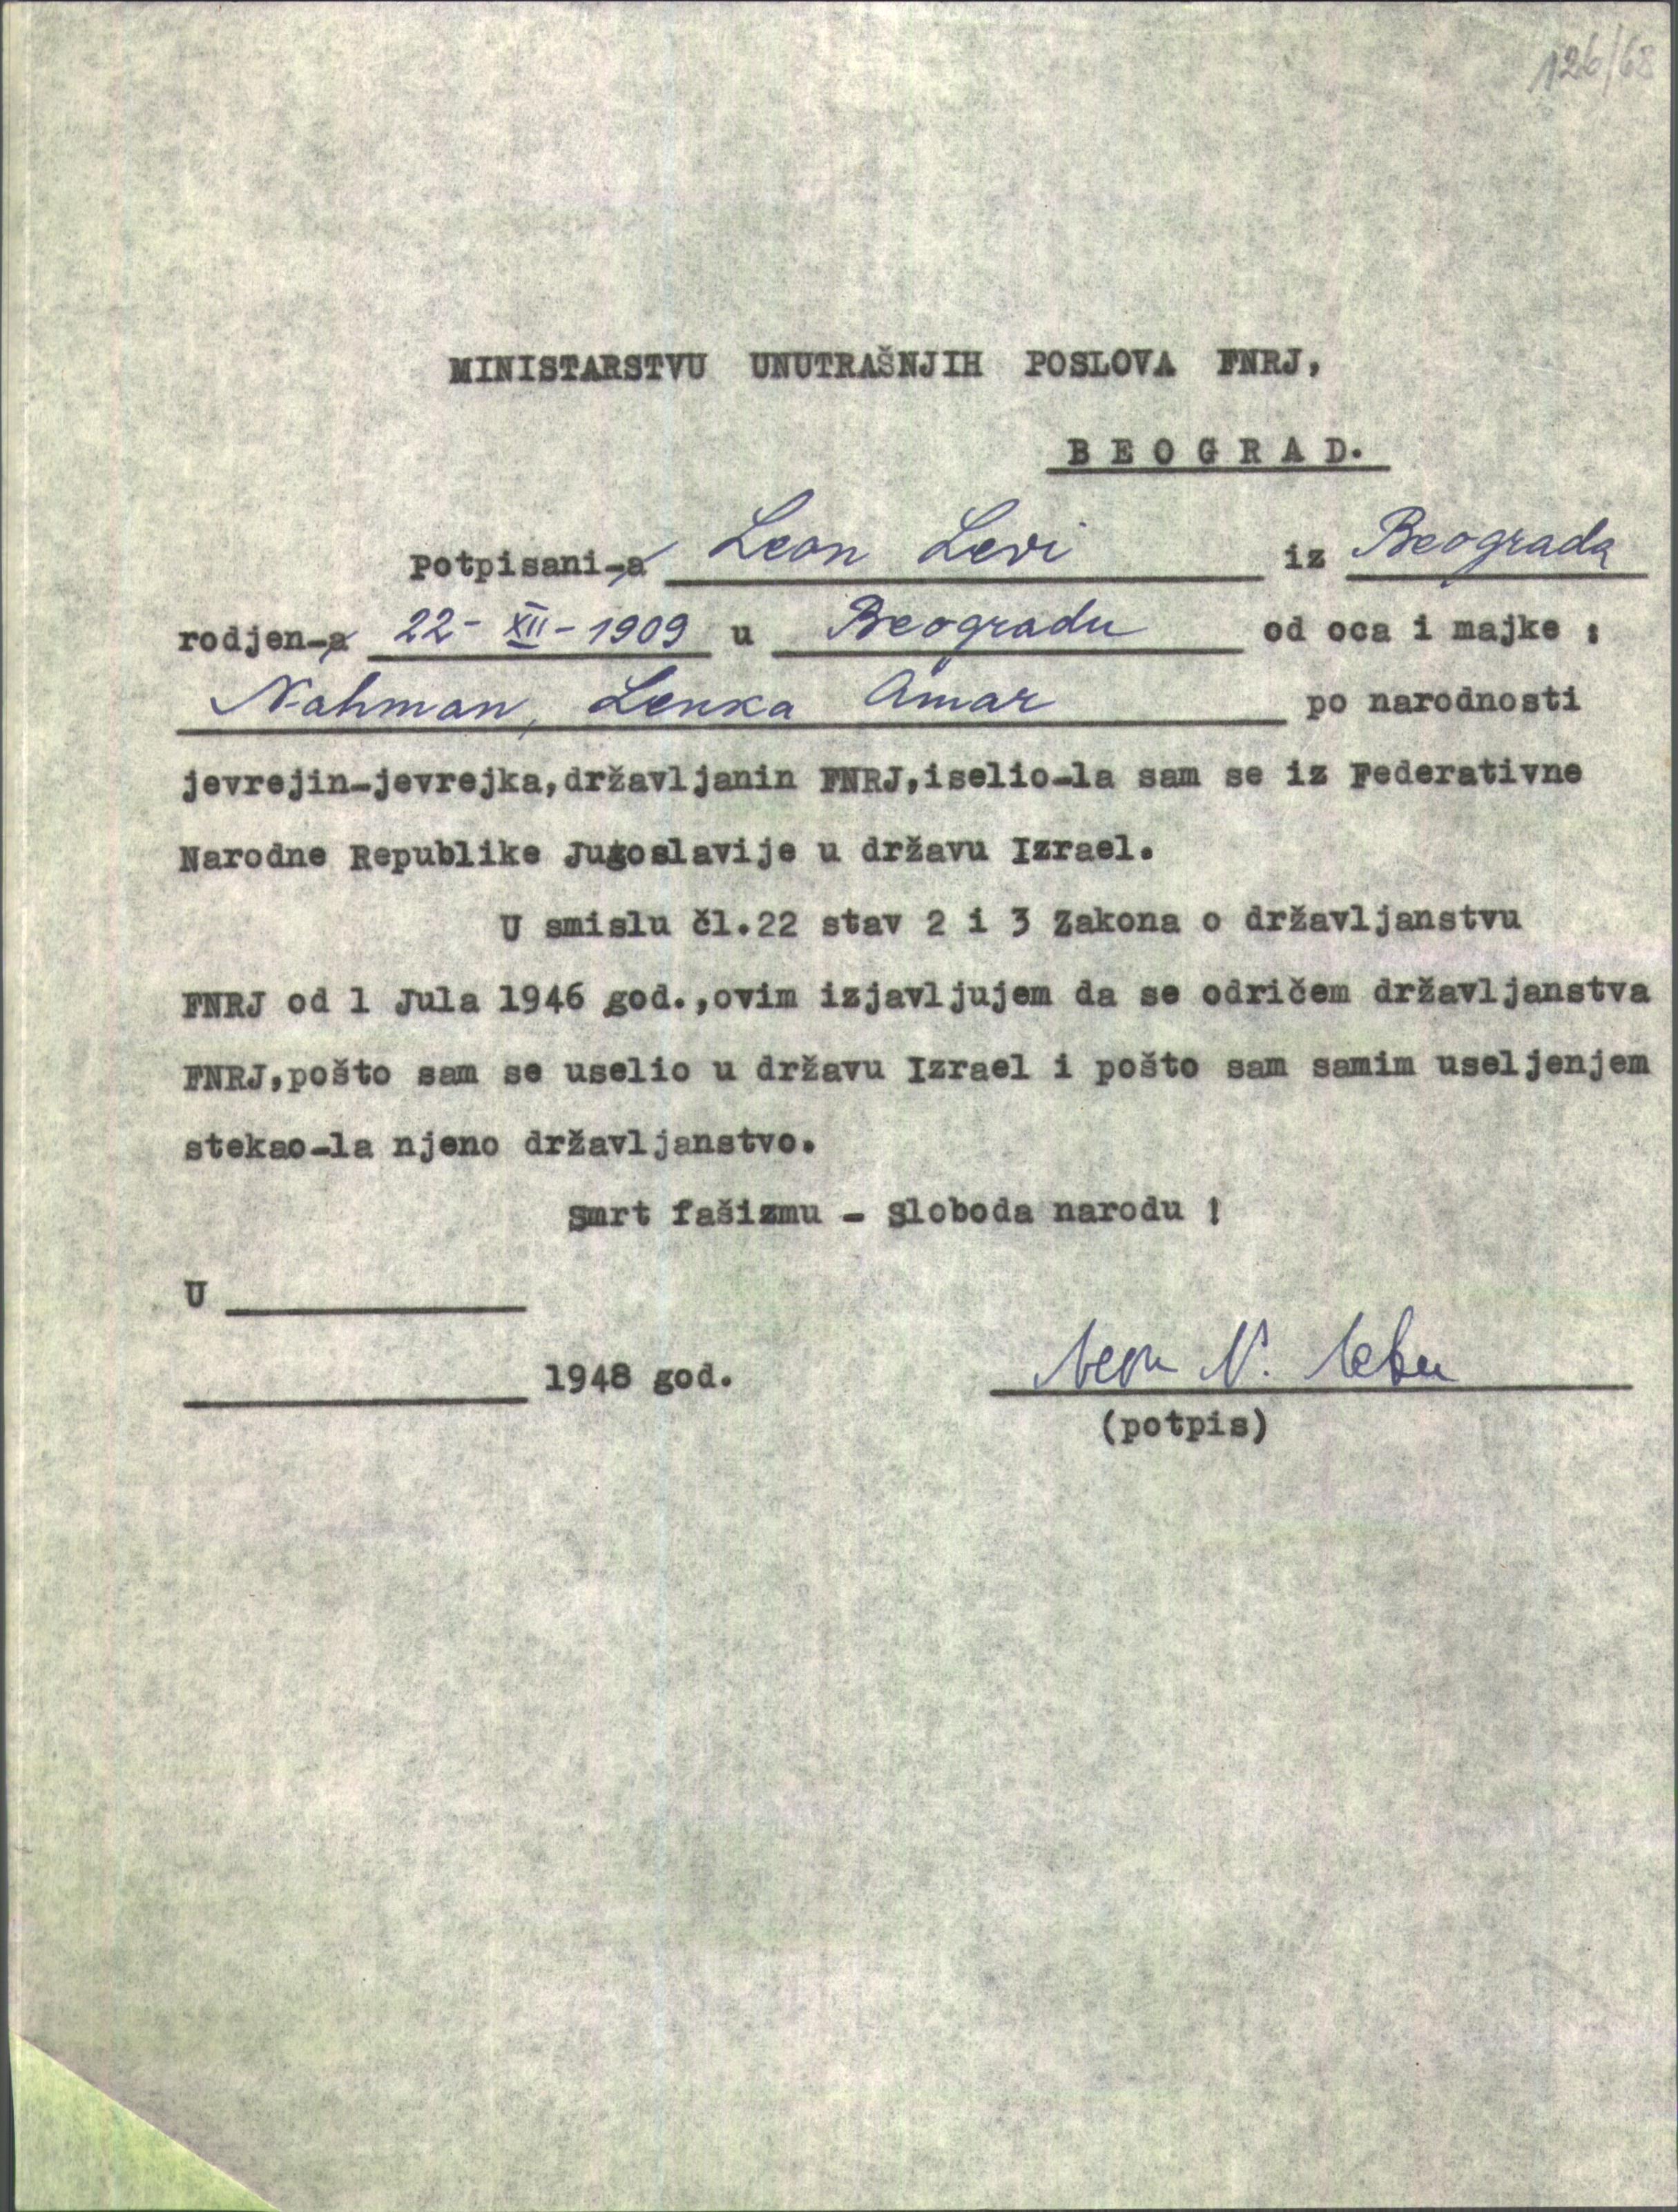 126/68
MINISTARSTVU UNUTRAŠNJIH POSLOVA FNRJ,
BEOGRAD.
Potpisani-a Leon Levi iz Beograda
rodjen-a 22-XII-1909 u Beogradu od oca i majke :
Nahman, Lenka Amar po narodnosti
jevrejin-jevrejka,državljanin FNRJ,iselio-la sam se iz Federativne
Narodne Republike Jugoslavije u državu Izrael.
U smislu čl.22 stav 2 i 3 Zakona o državljanstvu
FNRJ od 1 Jula 1946 god.,ovim izjavljujem da se odričem državljanstva
FNRJ,pošto sam se uselio u državu Izrael i pošto sam samim useljenjem
stekao-la njeno državljanstvo.
Smrt fašizmu - Sloboda narodu !
U
1948 god.
Леон Н. Леви
(potpis)